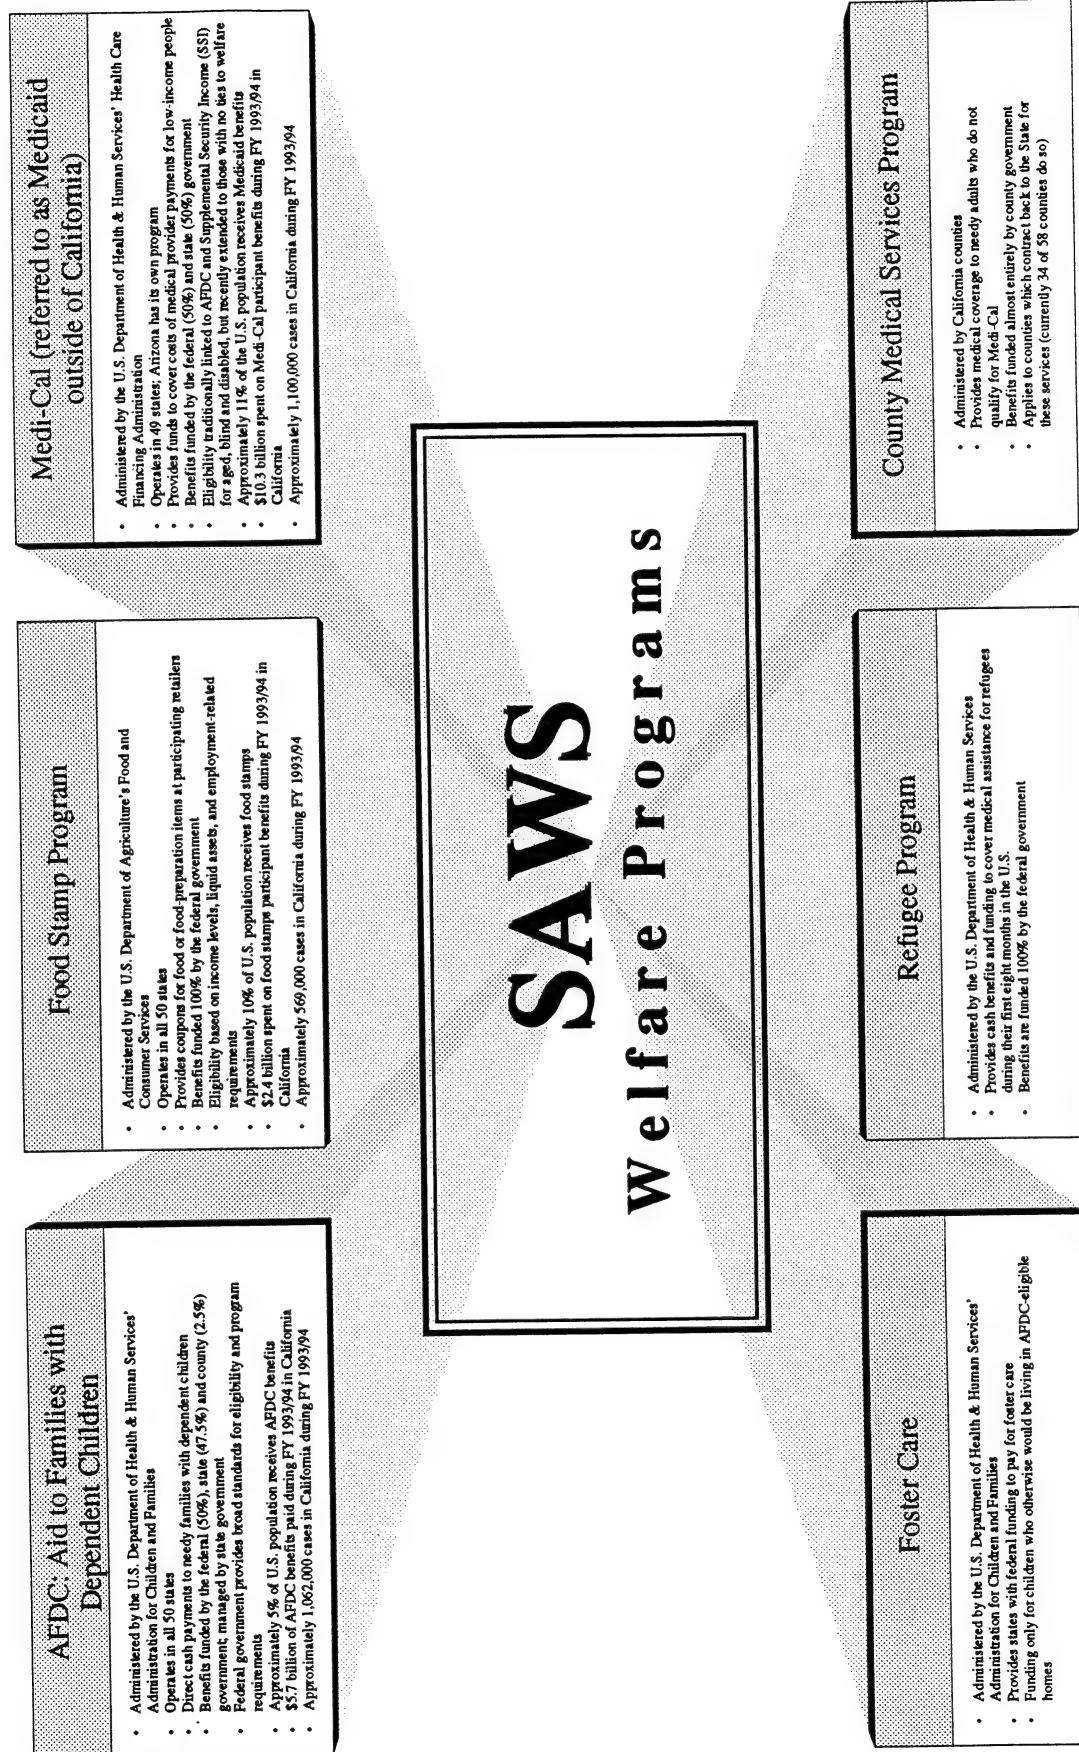 AFDC: Aid to Families with
Dependent Children
• Administered by the U.S. Department of Health & Human Services'
Administration for Children and Families
• Operates in all 50 states
• Direct cash payments to needy families with dependent children
• Benefits funded by the federal (50%), state (47.5%) and county (2.5%)
government; managed by state government
• Federal government provides broad standards for eligibility and program
requirements
• Approximately 5% of U.S. population receives AFDC benefits
• $5.7 billion of AFDC benefits paid during FY 1993/94 in California
• Approximately 1,062,000 cases in California during FY 1993/94
Food Stamp Program
• Administered by the U.S. Department of Agriculture's Food and
Consumer Services
• Operates in all 50 states
• Provides coupons for food or food-preparation items at participating retailers
• Benefits funded 100% by the federal government
• Eligibility based on income levels, liquid assets, and employment-related
requirements
• Approximately 10% of U.S. population receives food stamps
• $2.4 billion spent on food stamps participant benefits during FY 1993/94 in
California
• Approximately 569,000 cases in California during FY 1993/94
Medi-Cal (referred to as Medicaid
outside of California)
• Administered by the U.S. Department of Health & Human Services' Health Care
Financing Administration
• Operates in 49 states; Arizona has its own program
• Provides funds to cover costs of medical provider payments for low-income people
• Benefits funded by the federal (50%) and state (50%) government
• Eligibility traditionally linked to AFDC and Supplemental Security Income (SSI)
for aged, blind and disabled, but recently extended to those with no ties to welfare
• Approximately 11% of the U.S. population receives Medicaid benefits
• $10.3 billion spent on Medi-Cal participant benefits during FY 1993/94 in
California
• Approximately 1,100,000 cases in California during FY 1993/94
SAWS
Welfare Programs
Foster Care
• Administered by the U.S. Department of Health & Human Services'
Administration for Children and Families
• Provides states with federal funding to pay for foster care
• Funding only for children who otherwise would be living in AFDC-eligible
homes
Refugee Program
• Administered by the U.S. Department of Health & Human Services
• Provides cash benefits and funding to cover medical assistance for refugees
during their first eight months in the U.S.
• Benefits are funded 100% by the federal government
County Medical Services Program
• Administered by California counties
• Provides medical coverage to needy adults who do not
qualify for Medi-Cal
• Benefits funded almost entirely by county government
• Applies to counties which contract back to the State for
these services (currently 34 of 58 counties do so)